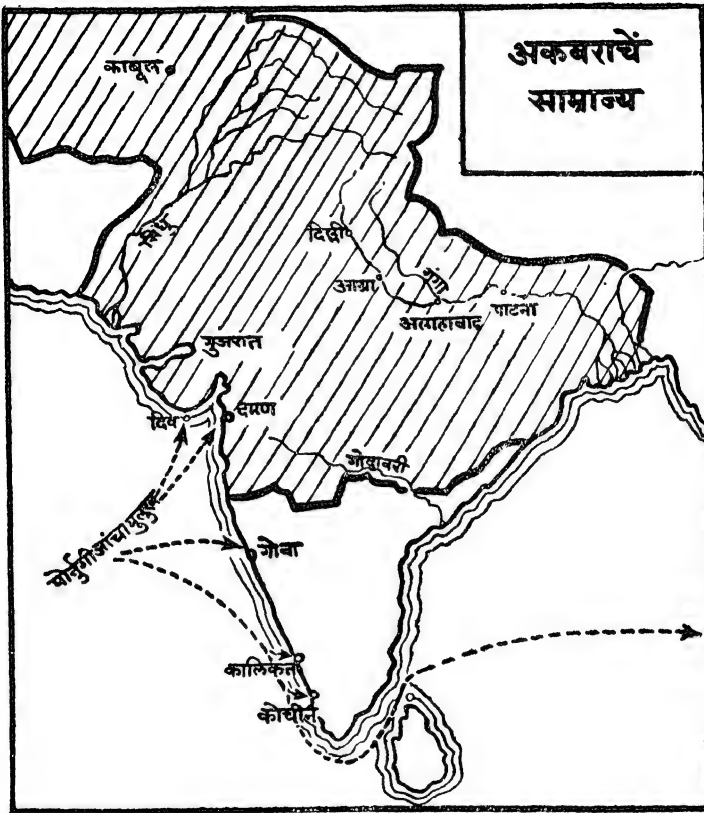 अकबराचें
साम्राज्य
काबूल
सिंधु
दिल्ली
आग्रा
गंगा
अलाहाबाद
पाटना
गुजरात
दिव
दमण
गोदावरी
पोर्तुगीजांचा मुलुख
गोवा
कालिकत
कोचीन